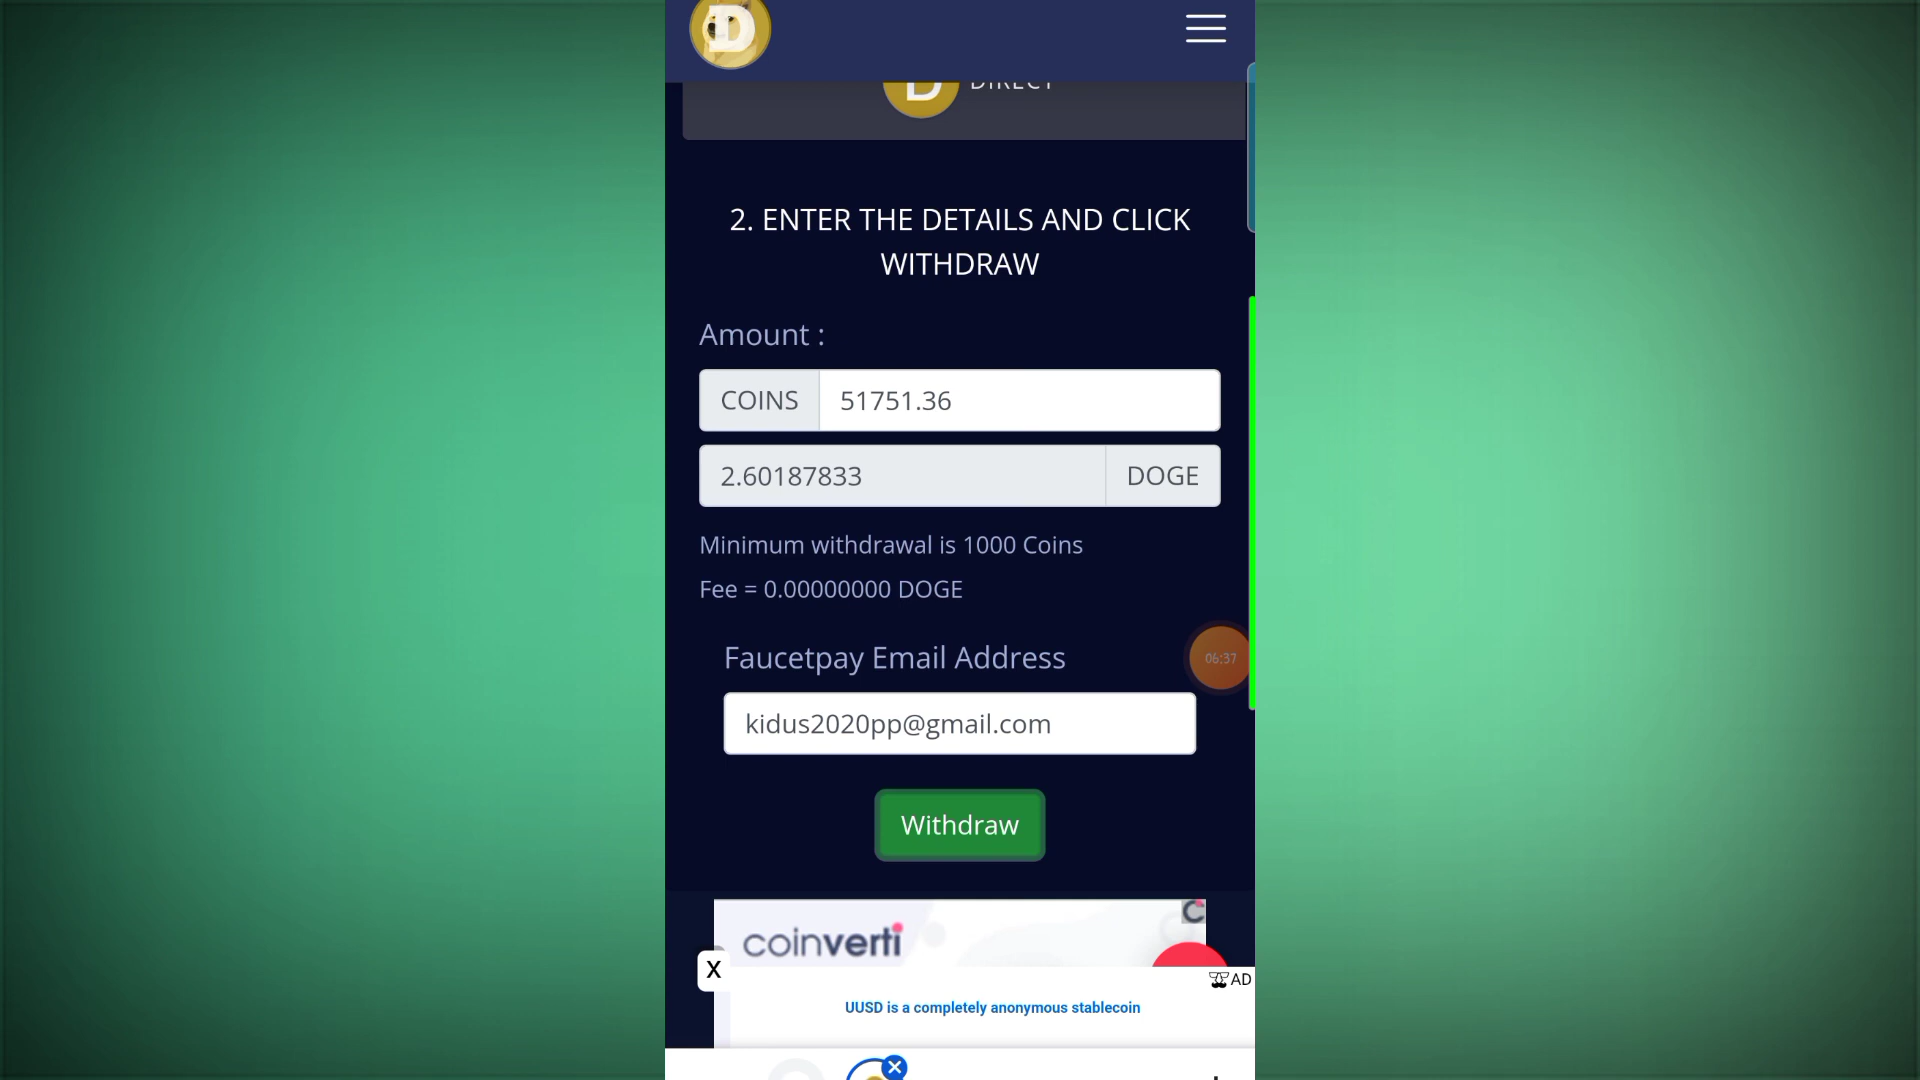 D
DIRECT
2. ENTER THE DETAILS AND CLICK
WITHDRAW
Amount :
COINS 51751.36
2.60187833 DOGE
Minimum withdrawal is 1000 Coins
Fee = 0.00000000 DOGE
Faucetpay Email Address
06:37
kidus2020pp@gmail.com
Withdraw
coinverti
X
AD
UUSD is a completely anonymous stablecoin